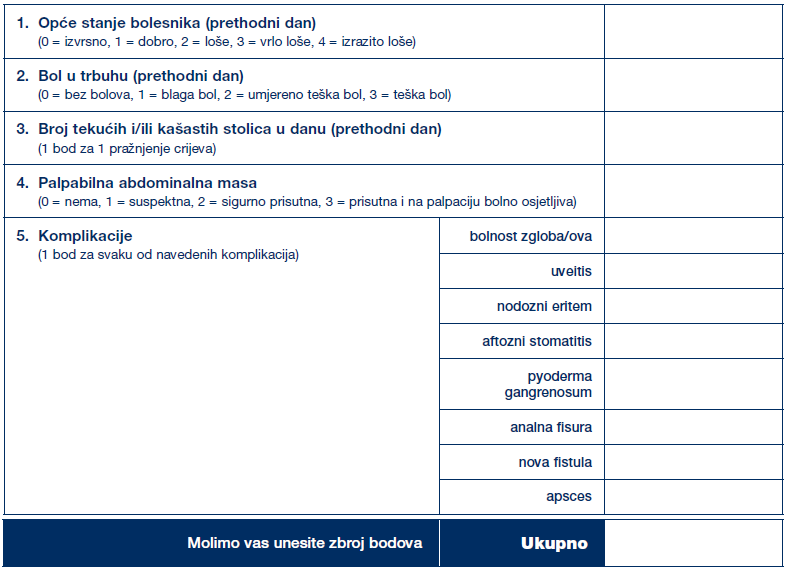 1. Opće stanje bolesnika (prethodni dan)
(0 = izvrsno, 1 = dobro, 2 = loše, 3 = vrlo loše, 4 = izrazito loše)
2. Bol u trbuhu (prethodni dan)
(0 = bez bolova, 1 = blaga bol, 2 = umjereno teška bol, 3 = teška bol)
3. Broj tekućih i/ili kašastih stolica u danu (prethodni dan)
(1 bod za 1 pražnjenje crijeva)
4. Palpabilna abdominalna masa
(0 = nema, 1 = suspektna, 2 = sigurno prisutna, 3 = prisutna i na palpaciju bolno osjetljiva)
5. Komplikacije
(1 bod za svaku od navedenih komplikacija)
bolnost zgloba/ova
uveitis
nodozni eritem
aftozni stomatitis
pyoderma
gangrenosum
analna fisura
nova fistula
apsces
Molimo vas unesite zbroj bodova
Ukupno